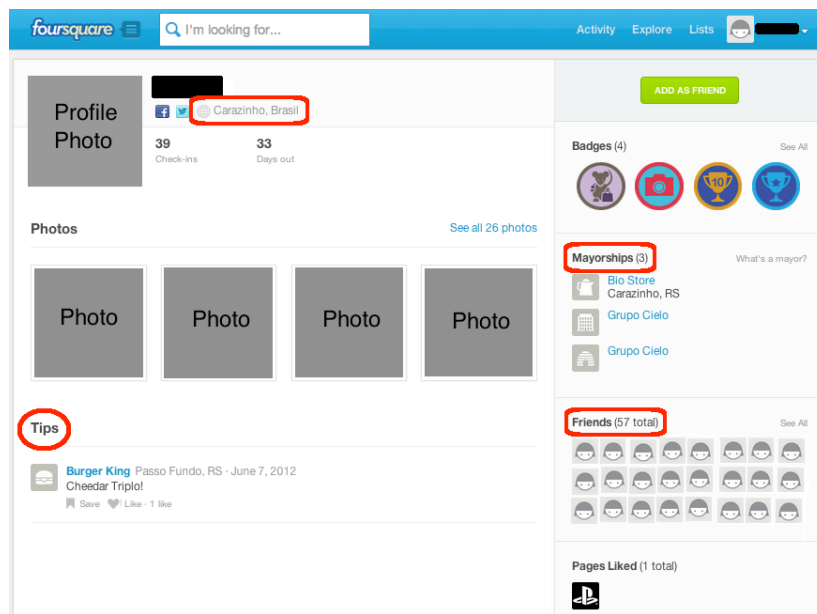 foursquare
I'm looking for...
Activity Explore Lists
Profile
Photo
Carazinho, Brasil
39 33
Check-ins Days out
Photos See all 26 photos
Photo Photo Photo Photo
Tips
Burger King Passo Fundo, RS · June 7, 2012
Cheedar Triplo!
Save Like · 1 like
ADD AS FRIEND
Badges (4) See All
10
Mayorships (3) What's a mayor?
Bio Store
Carazinho, RS
Grupo Cielo
Grupo Cielo
Friends (57 total) See All
Pages Liked (1 total)